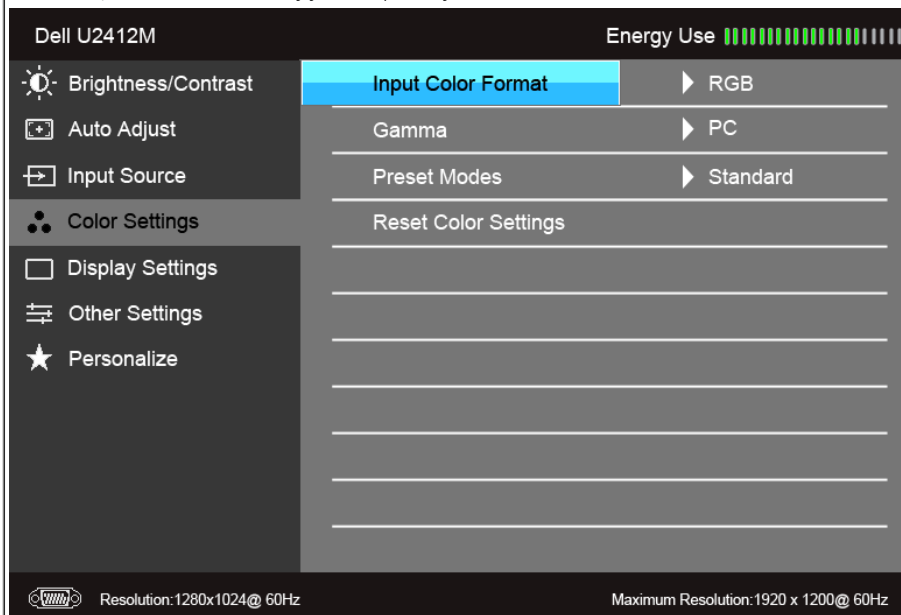 Dell U2412M Energy Use
Brightness/Contrast Input Color Format RGB
Auto Adjust Gamma PC
Input Source Preset Modes Standard
Color Settings Reset Color Settings
Display Settings
Other Settings
Personalize
Resolution:1280x1024@ 60Hz Maximum Resolution:1920 x 1200@ 60Hz